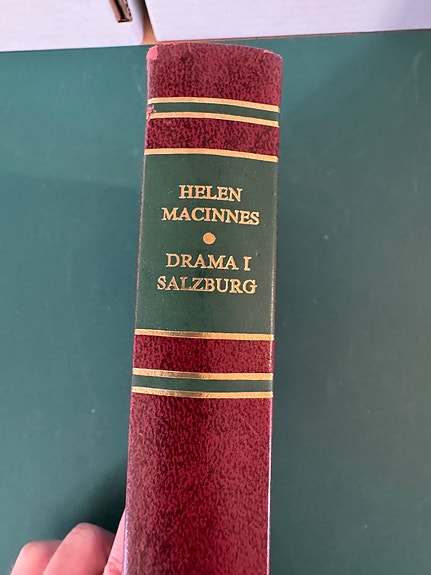 HELEN
MACINNES
DRAMA I
SALZBURG